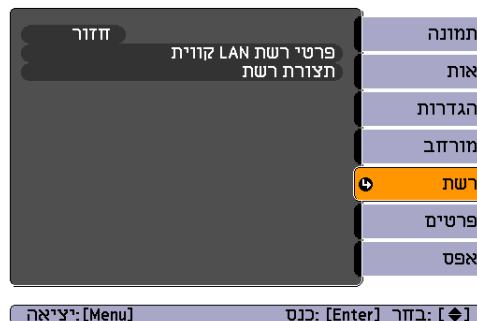 תמונה
אות
הגדרות
מורחב
רשת
פרטים
אפס
חזור
פרטי רשת LAN קווית
תצורת רשת
[◆] :בחר [Enter] :כנס [Menu]:יציאה